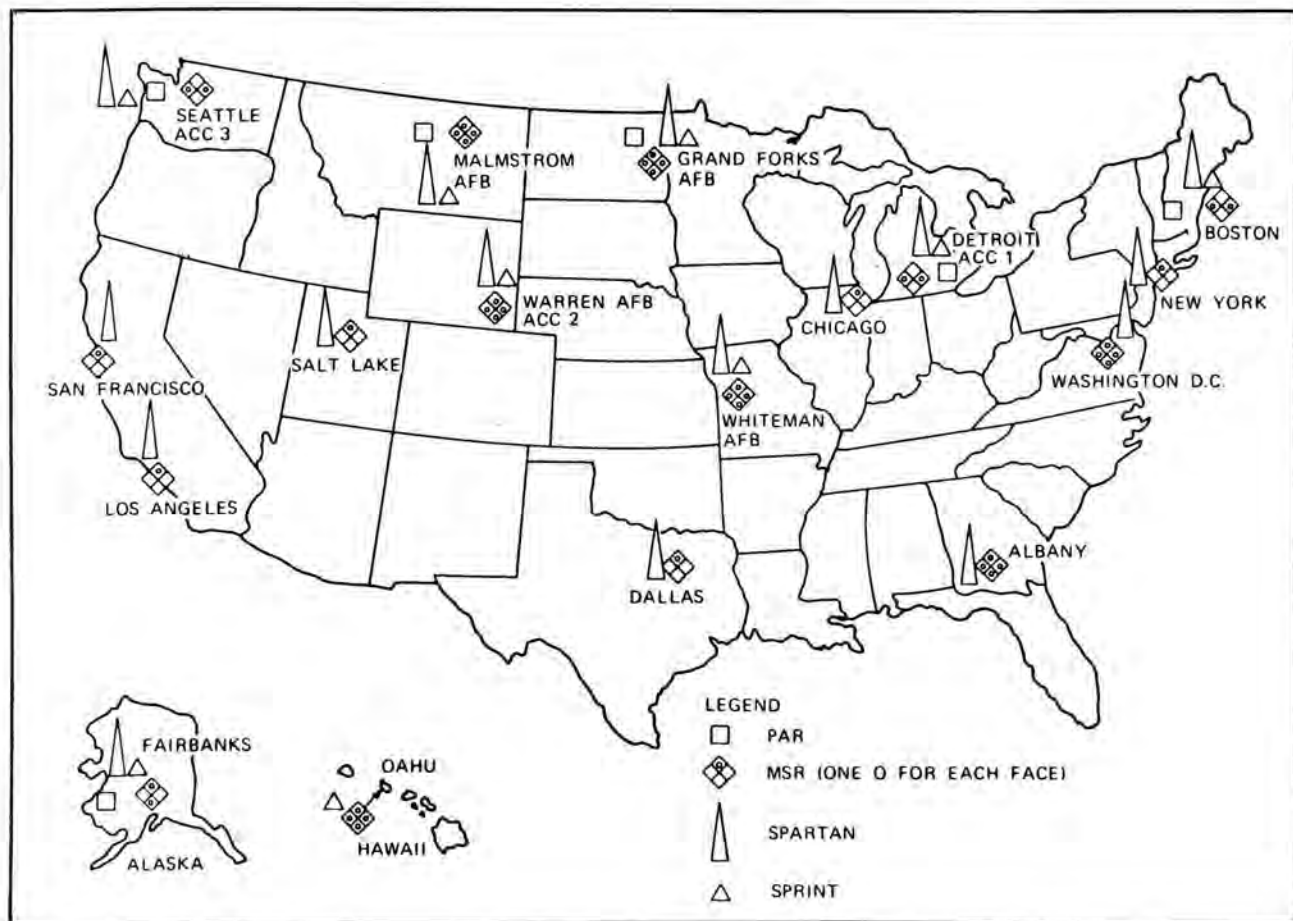 SEATTLE
ACC 3
MALMSTROM
AFB
GRAND FORKS
AFB
BOSTON
DETROIT
ACC 1
NEW YORK
WARREN AFB
ACC 2
CHICAGO
SALT LAKE
WASHINGTON D.C.
SAN FRANCISCO
WHITEMAN
AFB
LOS ANGELES
ALBANY
DALLAS
FAIRBANKS
ALASKA
OAHU
HAWAII
LEGEND
PAR
MSR (ONE O FOR EACH FACE)
SPARTAN
SPRINT